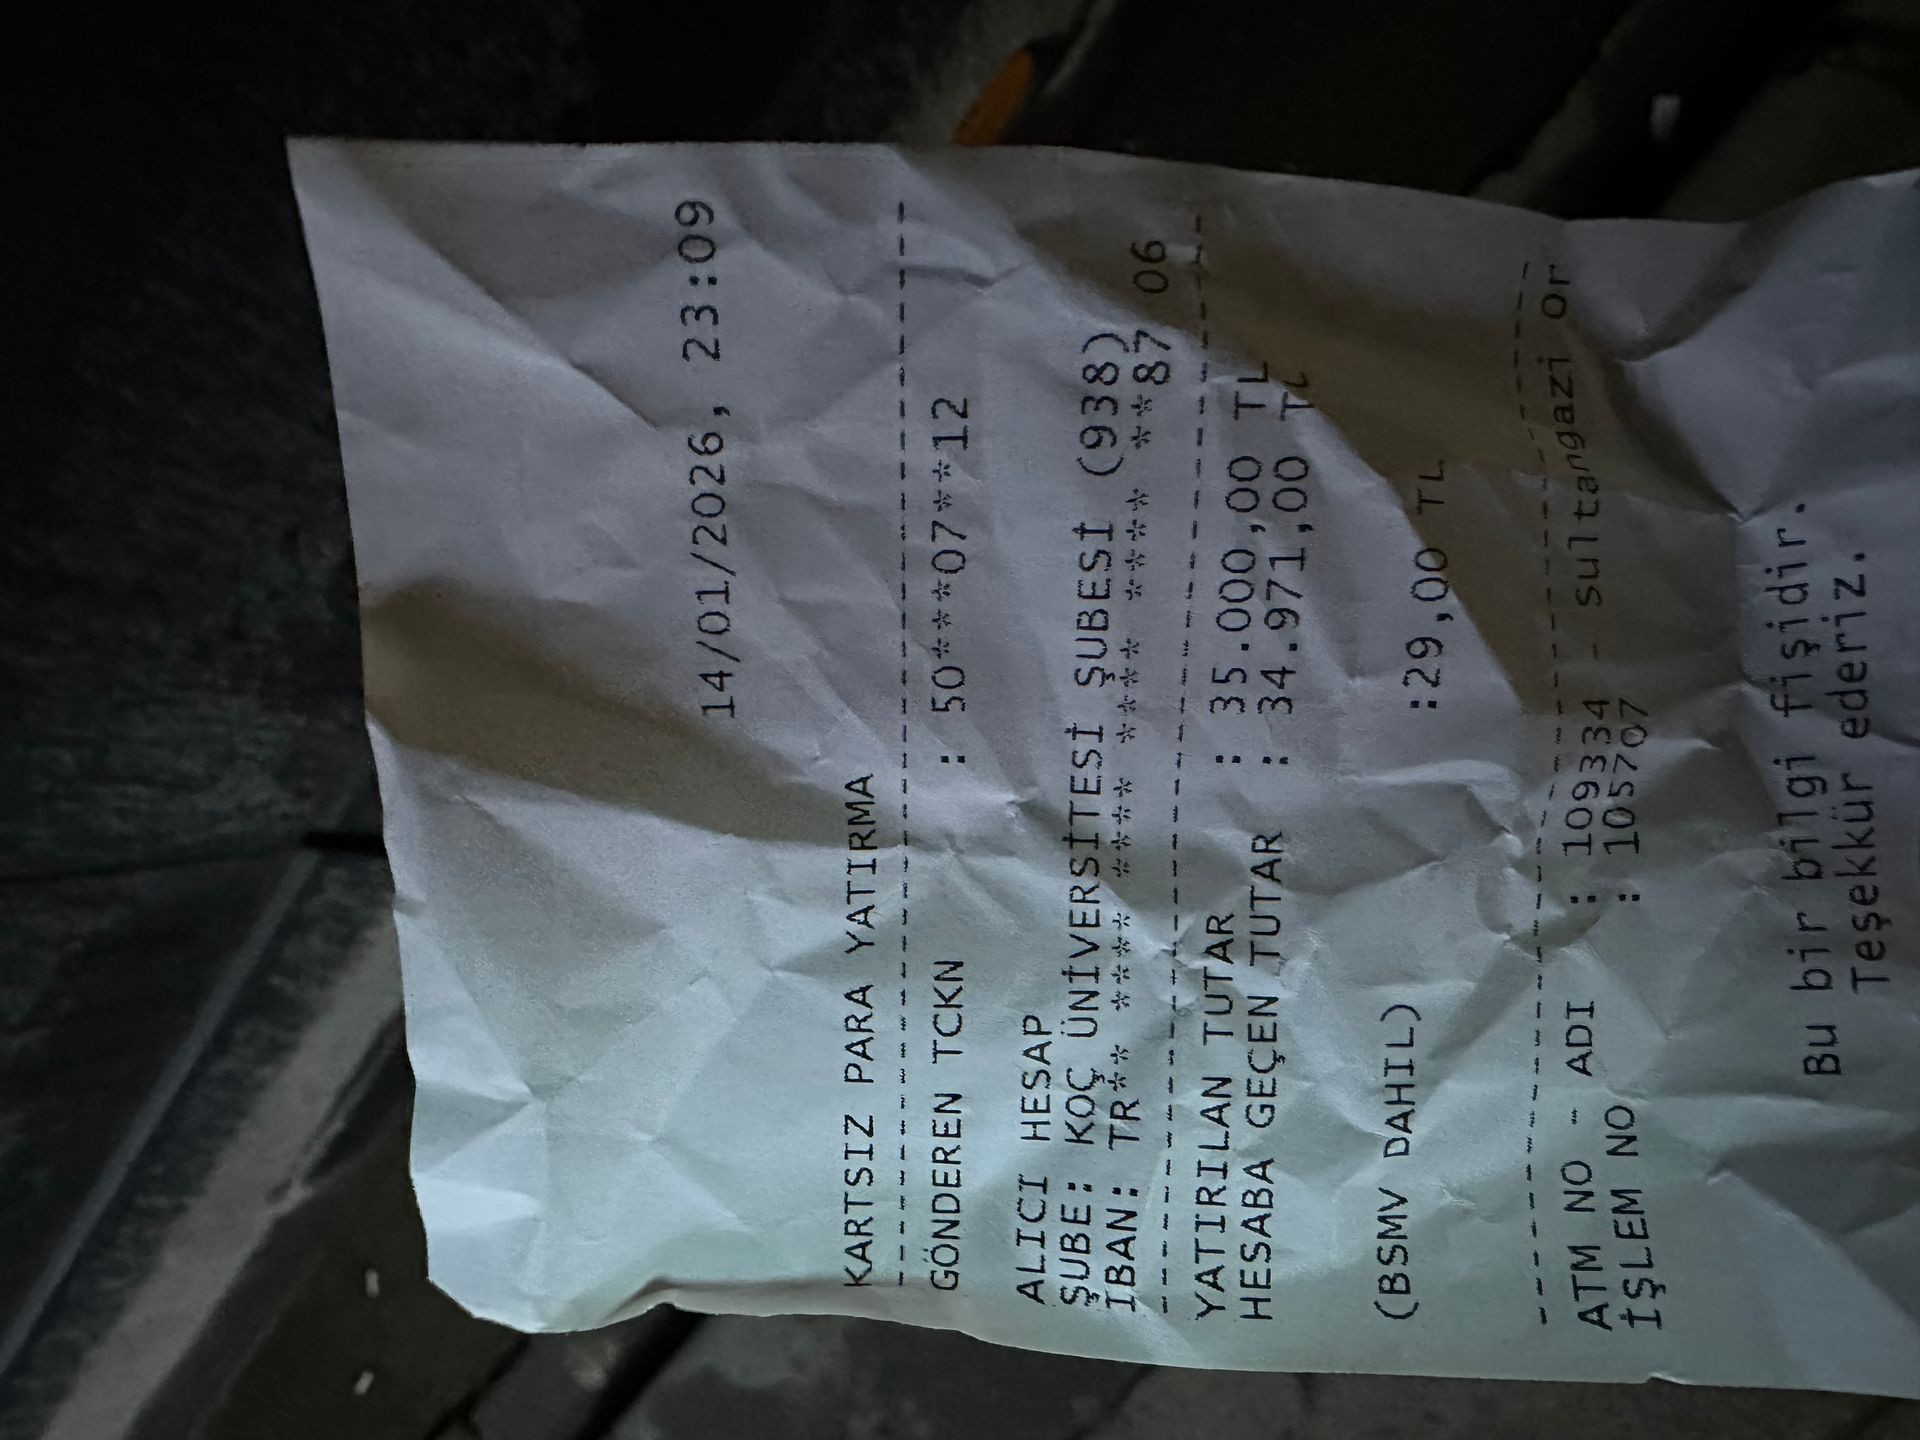 14/01/2026, 23:09
KARTSIZ PARA YATIRMA
--------------------------------
GÖNDEREN TCKN : 50****07***12
ALICI HESAP
ŞUBE: KOÇ ÜNİVERSİTESİ ŞUBESİ (938)
IBAN: TR** **** **** **** **** **87 06
--------------------------------
YATIRILAN TUTAR : 35.000,00 TL
HESABA GEÇEN TUTAR : 34.971,00 TL
(BSMV DAHIL) :29,00 TL
--------------------------------
ATM NO - ADI : 109334 - Sultangazi Or
İŞLEM NO : 105707
Bu bir bilgi fişidir.
Teşekkür ederiz.